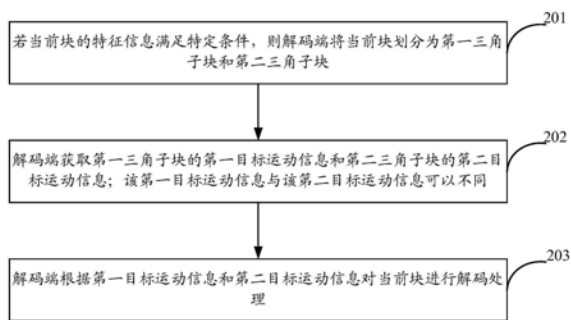 201
若当前块的特征信息满足特定条件，则解码端将当前块划分为第一三角
子块和第二三角子块
202
解码端获取第一三角子块的第一目标运动信息和第二三角子块的第二目
标运动信息；该第一目标运动信息与该第二目标运动信息可以不同
203
解码端根据第一目标运动信息和第二目标运动信息对当前块进行解码处
理